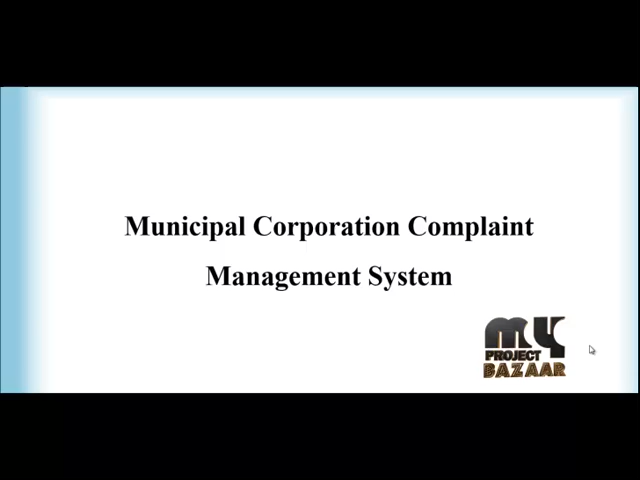 Municipal Corporation Complaint
Management System
MY
PROJECT
BAZAAR